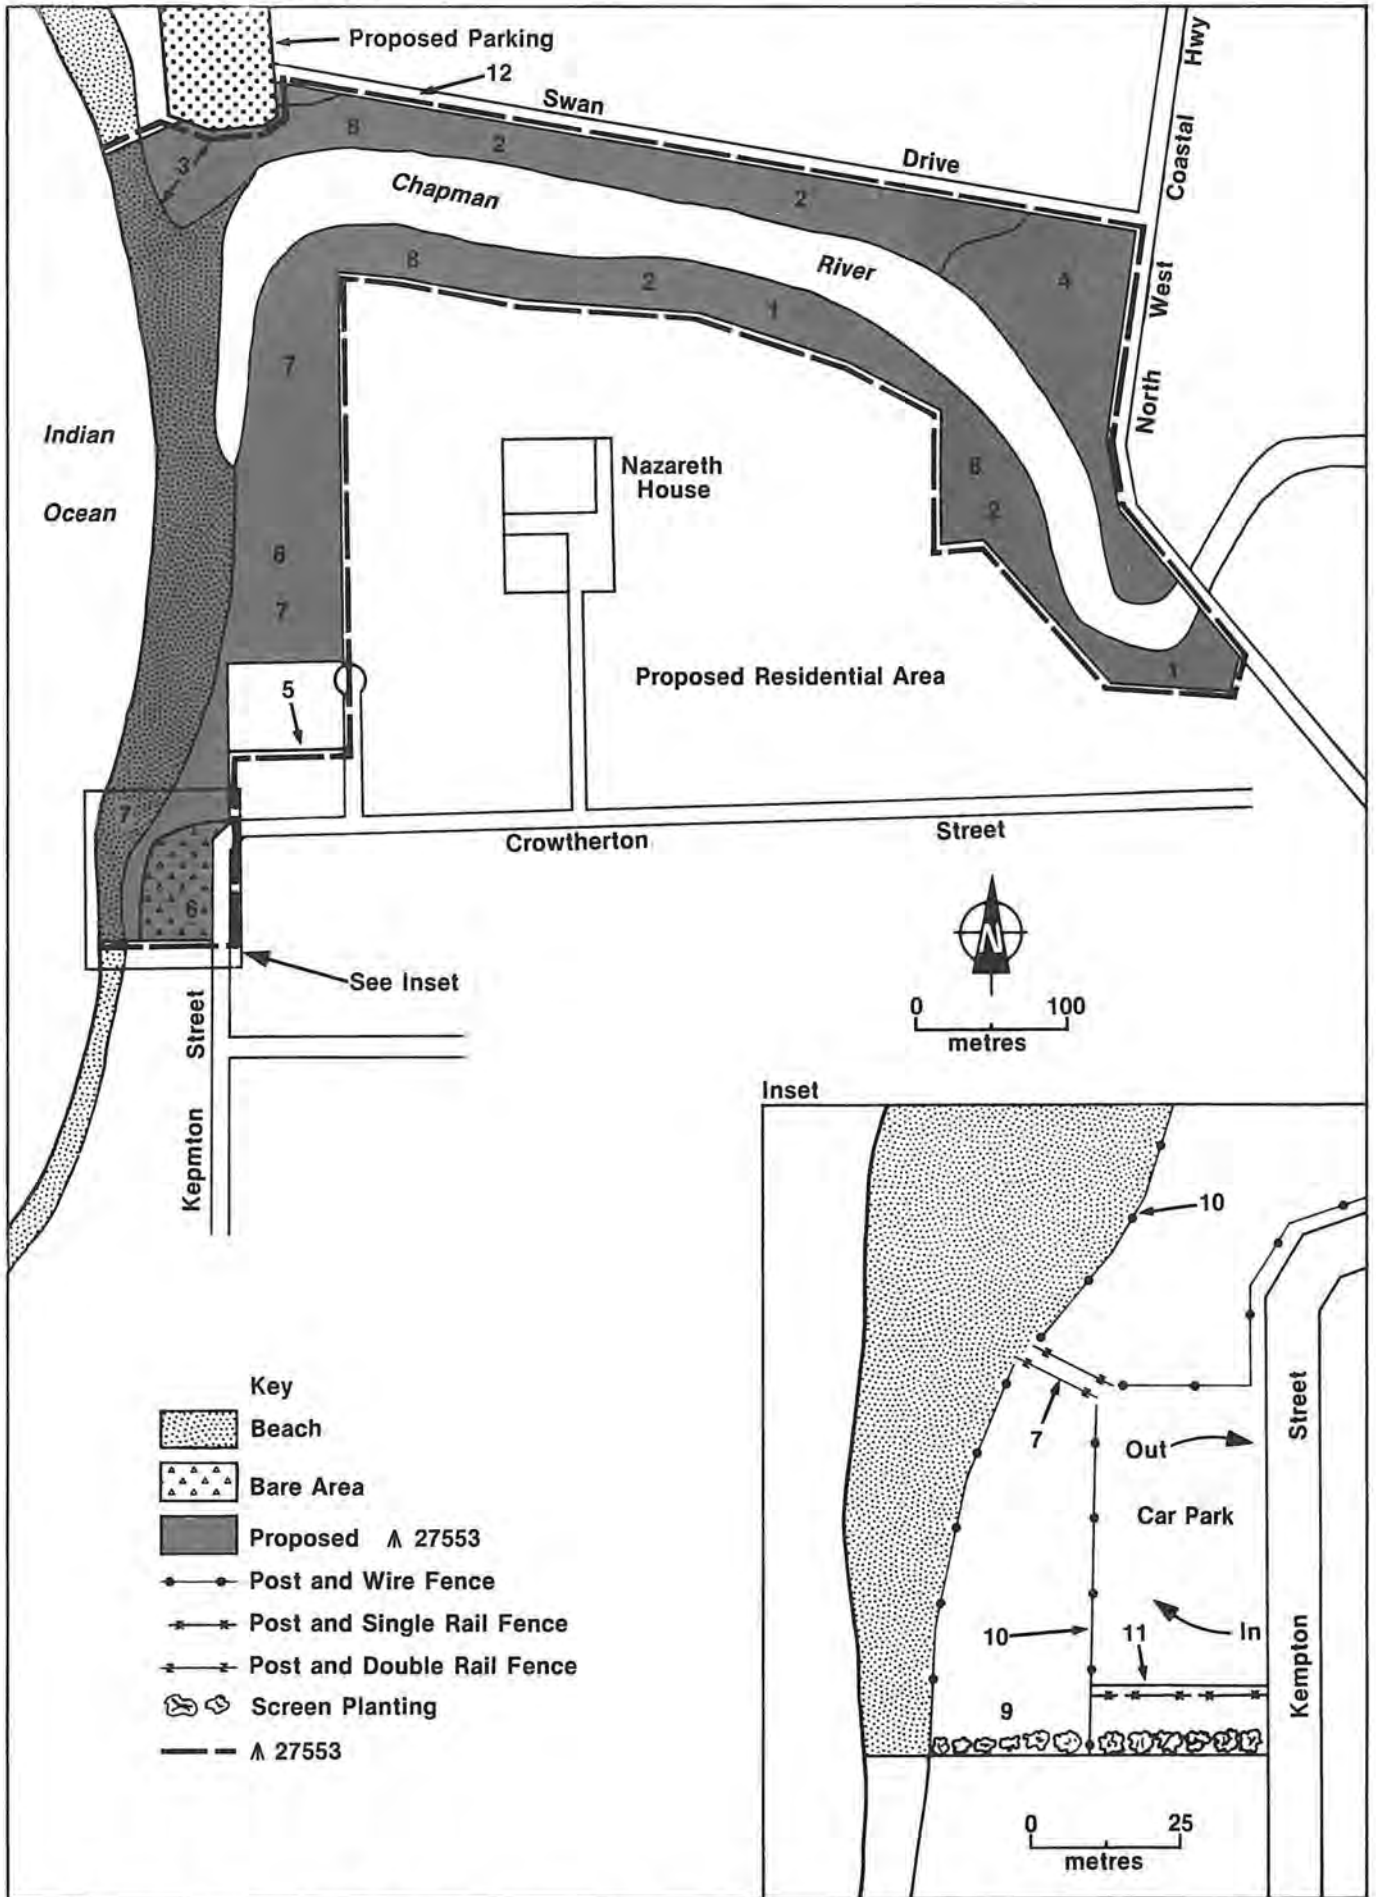 Proposed Parking
12
Swan
Drive
Hwy
Coastal
West
North
3
8
2
2
Chapman
River
4
8
2
1
7
Indian
Ocean
Nazareth
House
8
2
6
7
Proposed Residential Area
1
5
7
6
Crowtherton
Street
See Inset
N
0 100
metres
Street
Kepmton
Inset
10
7
Out
Street
Car Park
In
10
11
Kempton
9
0 25
metres
Key
Beach
Bare Area
Proposed 27553
Post and Wire Fence
Post and Single Rail Fence
Post and Double Rail Fence
Screen Planting
27553